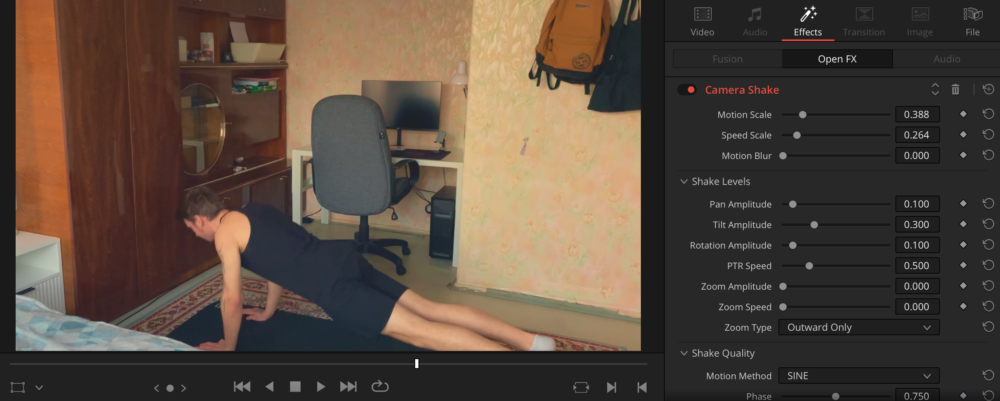 Video Audio Effects Transition Image File
Fusion Open FX Audio
Camera Shake
Motion Scale 0.388
Speed Scale 0.264
Motion Blur 0.000
Shake Levels
Pan Amplitude 0.100
Tilt Amplitude 0.300
Rotation Amplitude 0.100
PTR Speed 0.500
Zoom Amplitude 0.000
Zoom Speed 0.000
Zoom Type Outward Only
Shake Quality
Motion Method SINE
Phase 0.750